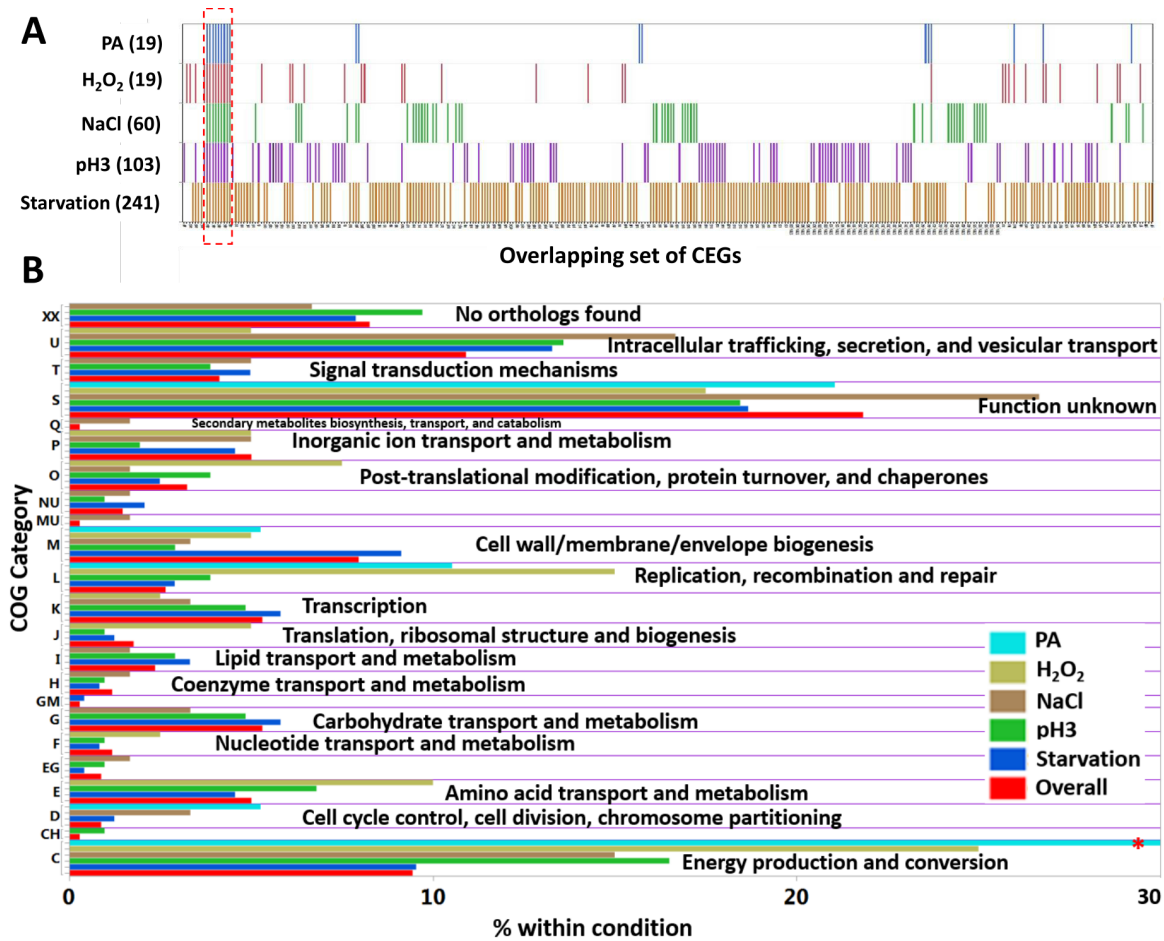 A
PA (19)
H₂O₂ (19)
NaCl (60)
pH3 (103)
Starvation (241)
Overlapping set of CEGs
B
COG Category
XX
No orthologs found
U
Intracellular trafficking, secretion, and vesicular transport
T
Signal transduction mechanisms
S
Function unknown
Q
Secondary metabolites biosynthesis, transport, and catabolism
P
Inorganic ion transport and metabolism
O
Post-translational modification, protein turnover, and chaperones
NU
MU
M
Cell wall/membrane/envelope biogenesis
L
Replication, recombination and repair
K
Transcription
J
Translation, ribosomal structure and biogenesis
I
Lipid transport and metabolism
H
Coenzyme transport and metabolism
GM
G
Carbohydrate transport and metabolism
F
Nucleotide transport and metabolism
EG
E
Amino acid transport and metabolism
D
Cell cycle control, cell division, chromosome partitioning
CH
C
Energy production and conversion
*
PA
H₂O₂
NaCl
pH3
Starvation
Overall
0 10 20 30
% within condition